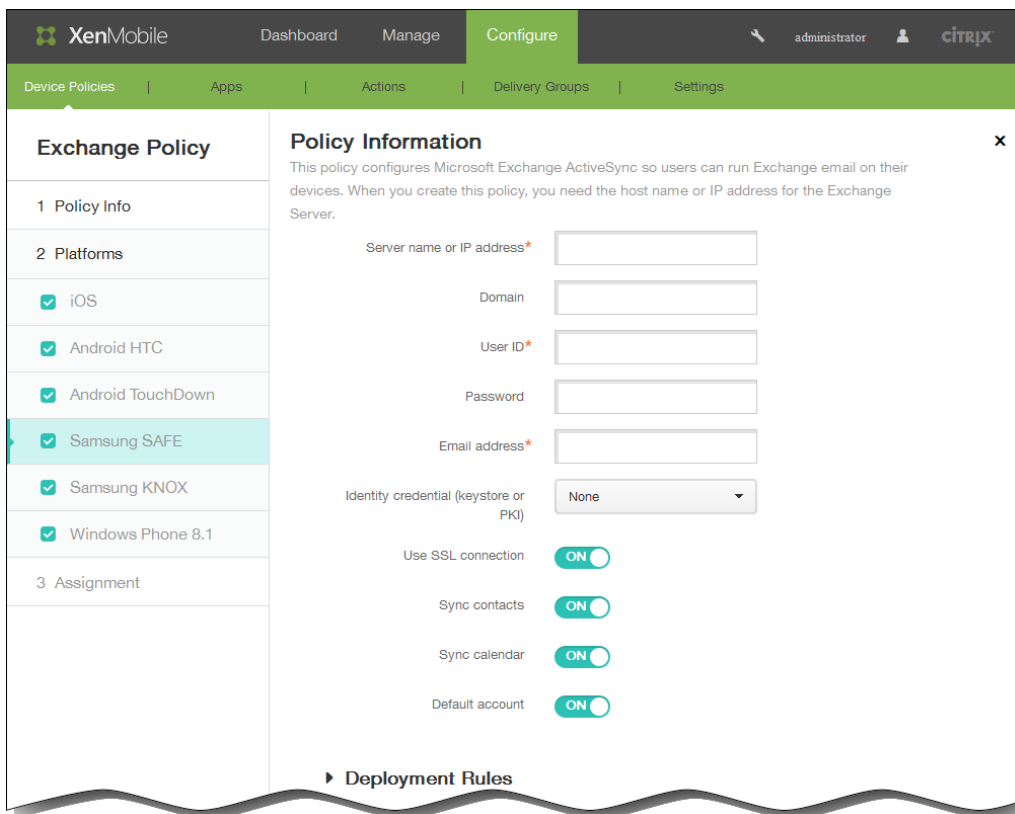 XenMobile Dashboard Manage Configure administrator CİTRIX
Device Policies | Apps | Actions | Delivery Groups | Settings
Exchange Policy
1 Policy Info
2 Platforms
iOS
Android HTC
Android TouchDown
Samsung SAFE
Samsung KNOX
Windows Phone 8.1
3 Assignment
Policy Information
This policy configures Microsoft Exchange ActiveSync so users can run Exchange email on their
devices. When you create this policy, you need the host name or IP address for the Exchange
Server.
Server name or IP address*
Domain
User ID*
Password
Email address*
Identity credential (keystore or
PKI)
None
Use SSL connection ON
Sync contacts ON
Sync calendar ON
Default account ON
Deployment Rules